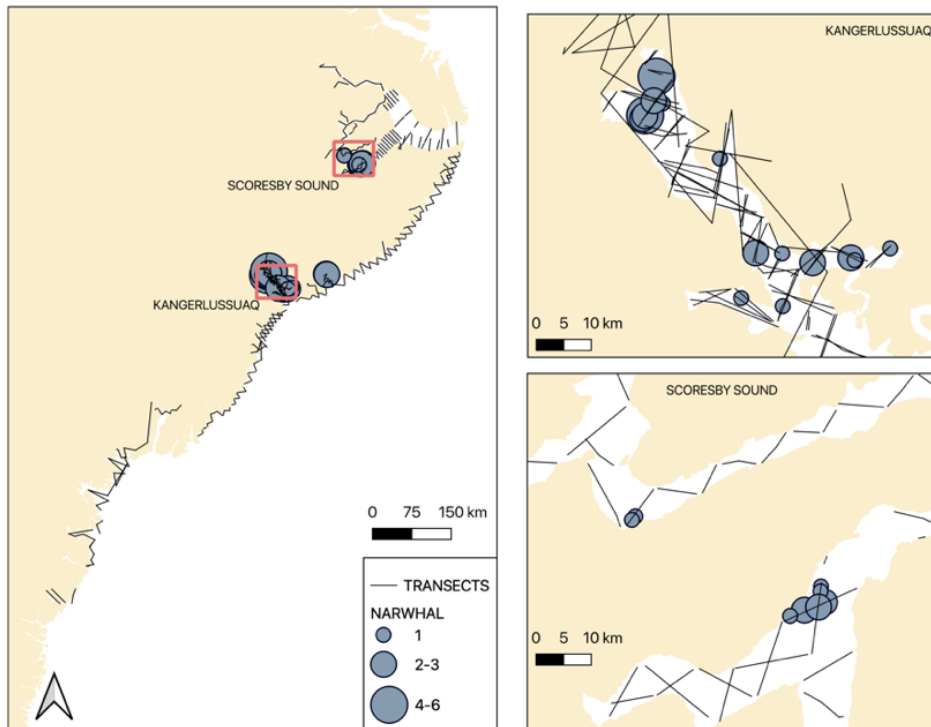 SCORESBY SOUND
KANGERLUSSUAQ
0 75 150 km
TRANSECTS
NARWHAL
1
2-3
4-6
KANGERLUSSUAQ
0 5 10 km
SCORESBY SOUND
0 5 10 km